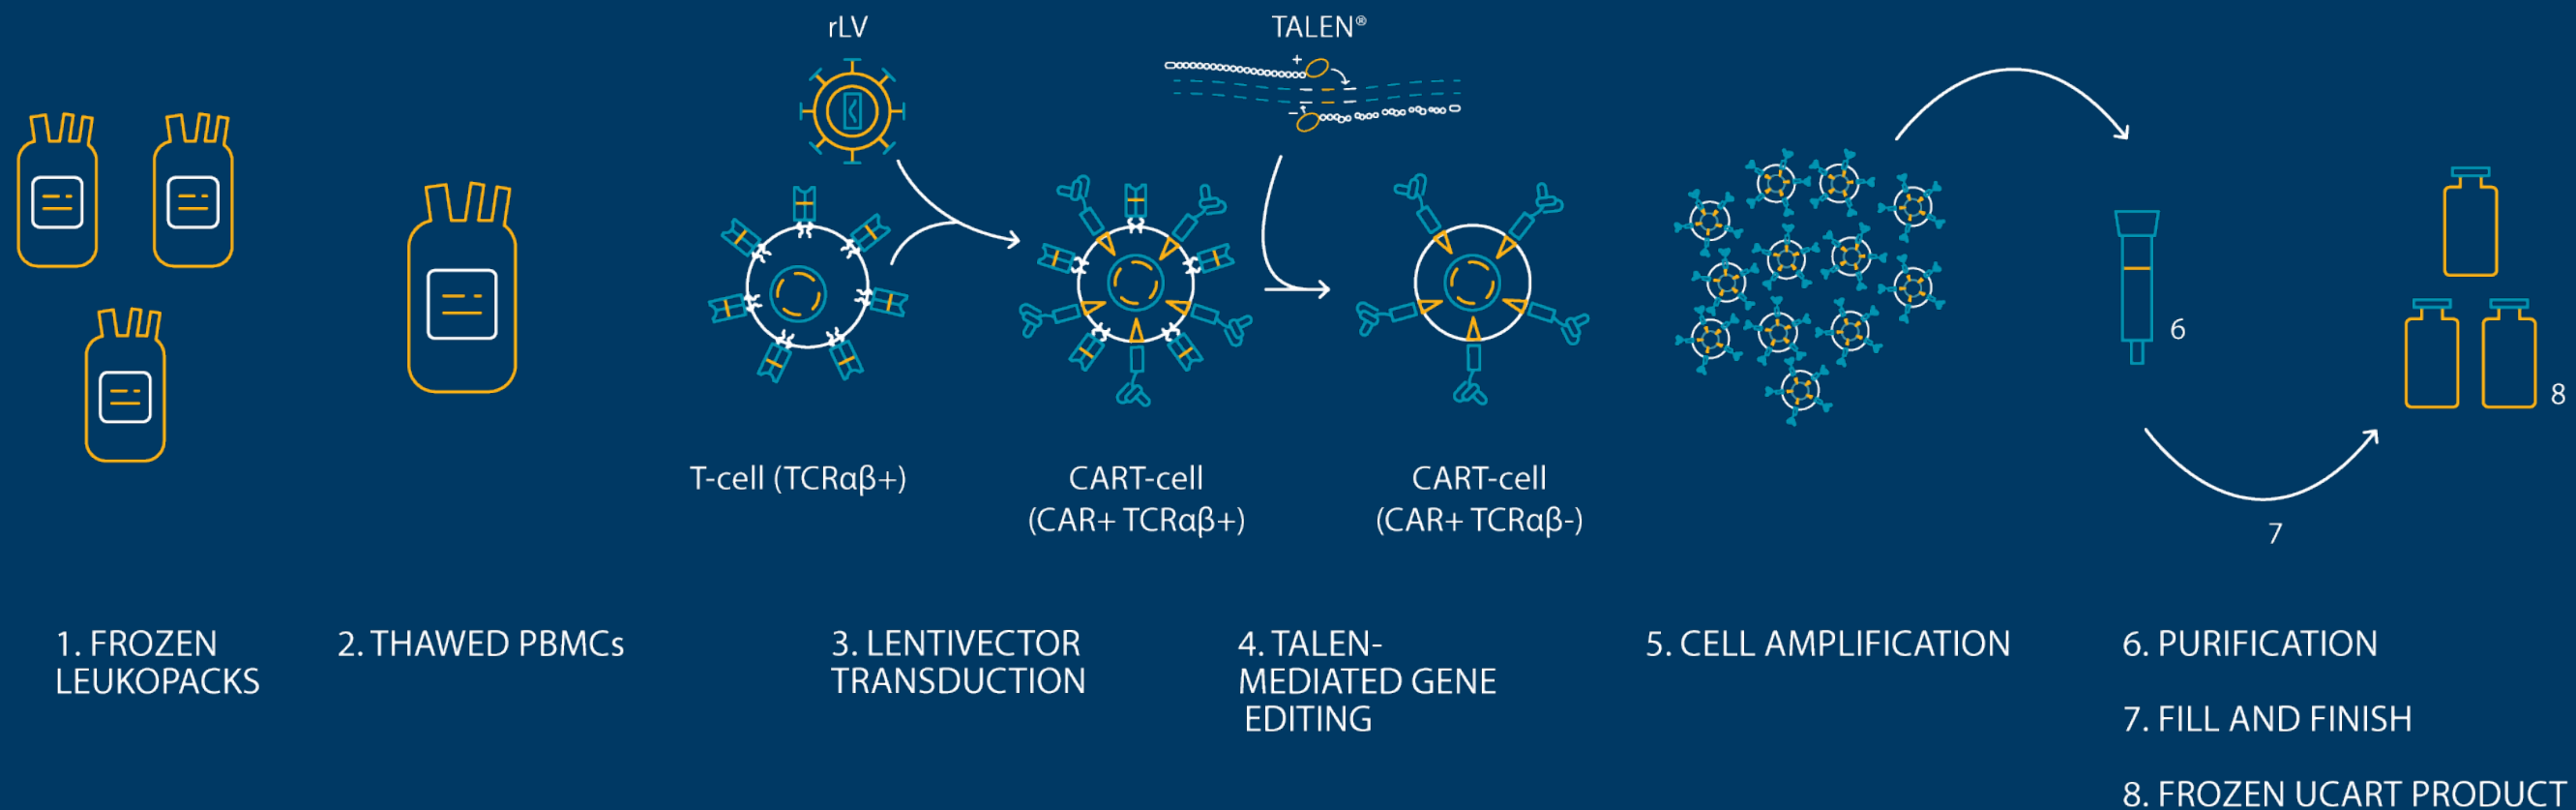 rLV
TALEN®
+
–
6
8
T-cell (TCRαβ+)
CART-cell
(CAR+ TCRαβ+)
CART-cell
(CAR+ TCRαβ-)
7
1. FROZEN
LEUKOPACKS
2. THAWED PBMCs
3. LENTIVECTOR
TRANSDUCTION
4. TALEN-
MEDIATED GENE
EDITING
5. CELL AMPLIFICATION
6. PURIFICATION
7. FILL AND FINISH
8. FROZEN UCART PRODUCT